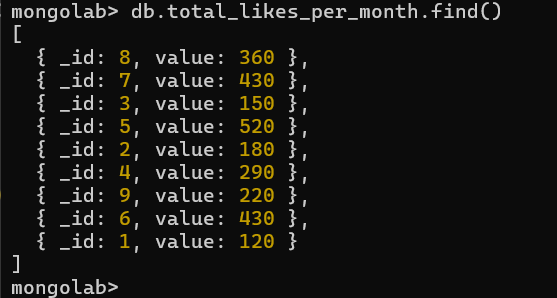 mongolab> db.total_likes_per_month.find()
[
  { _id: 8, value: 360 },
  { _id: 7, value: 430 },
  { _id: 3, value: 150 },
  { _id: 5, value: 520 },
  { _id: 2, value: 180 },
  { _id: 4, value: 290 },
  { _id: 9, value: 220 },
  { _id: 6, value: 430 },
  { _id: 1, value: 120 }
]
mongolab>